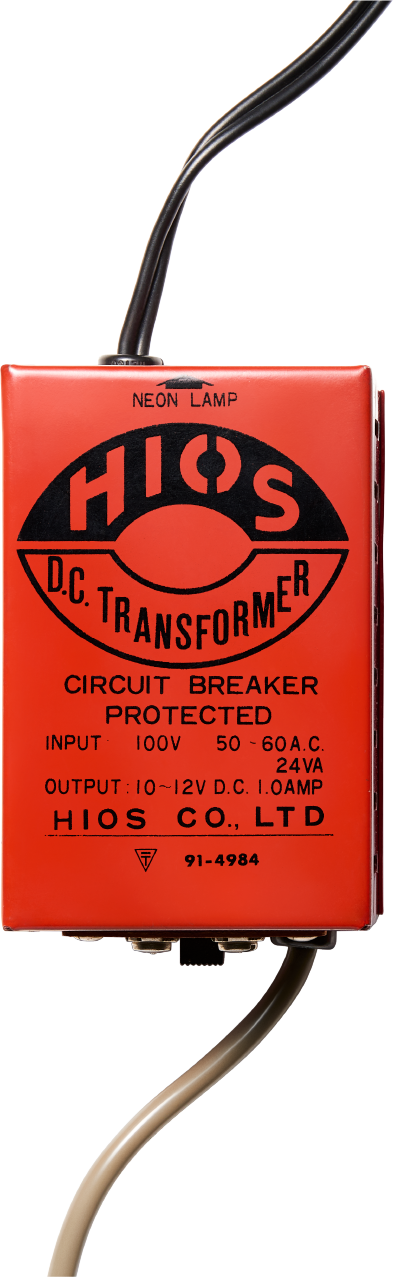 NEON LAMP
HIOS
D.C. TRANSFORMER
CIRCUIT BREAKER
PROTECTED
INPUT 100V 50~60A.C.
24VA
OUTPUT: 10~12V D.C. 1.0AMP
HIOS CO., LTD
T 91-4984